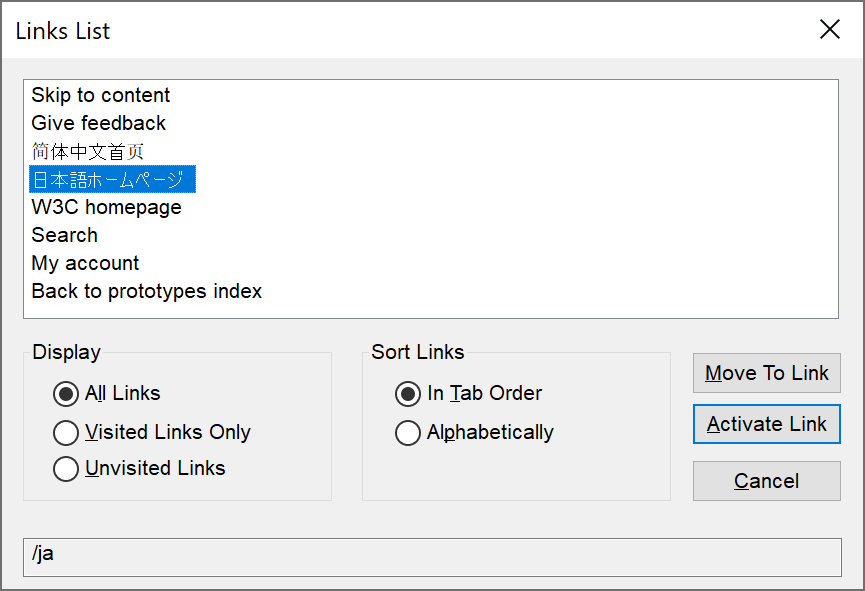 Links List
Skip to content
Give feedback
简体中文首页
日本語ホームページ
W3C homepage
Search
My account
Back to prototypes index
Display
All Links
Visited Links Only
Unvisited Links
Sort Links
In Tab Order
Alphabetically
Move To Link
Activate Link
Cancel
/ja